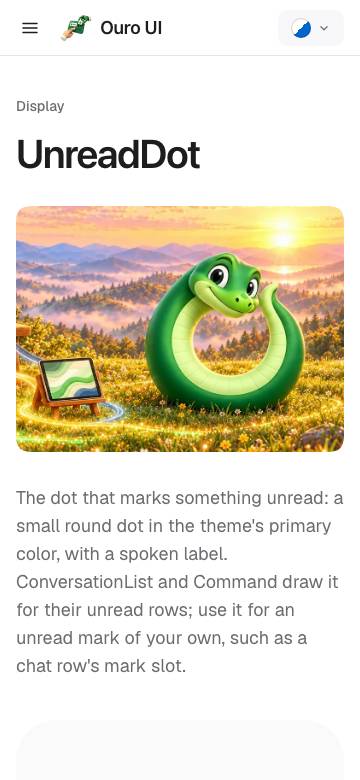 Ouro UI
Display
UnreadDot
The dot that marks something unread: a
small round dot in the theme's primary
color, with a spoken label.
ConversationList and Command draw it
for their unread rows; use it for an
unread mark of your own, such as a
chat row's mark slot.